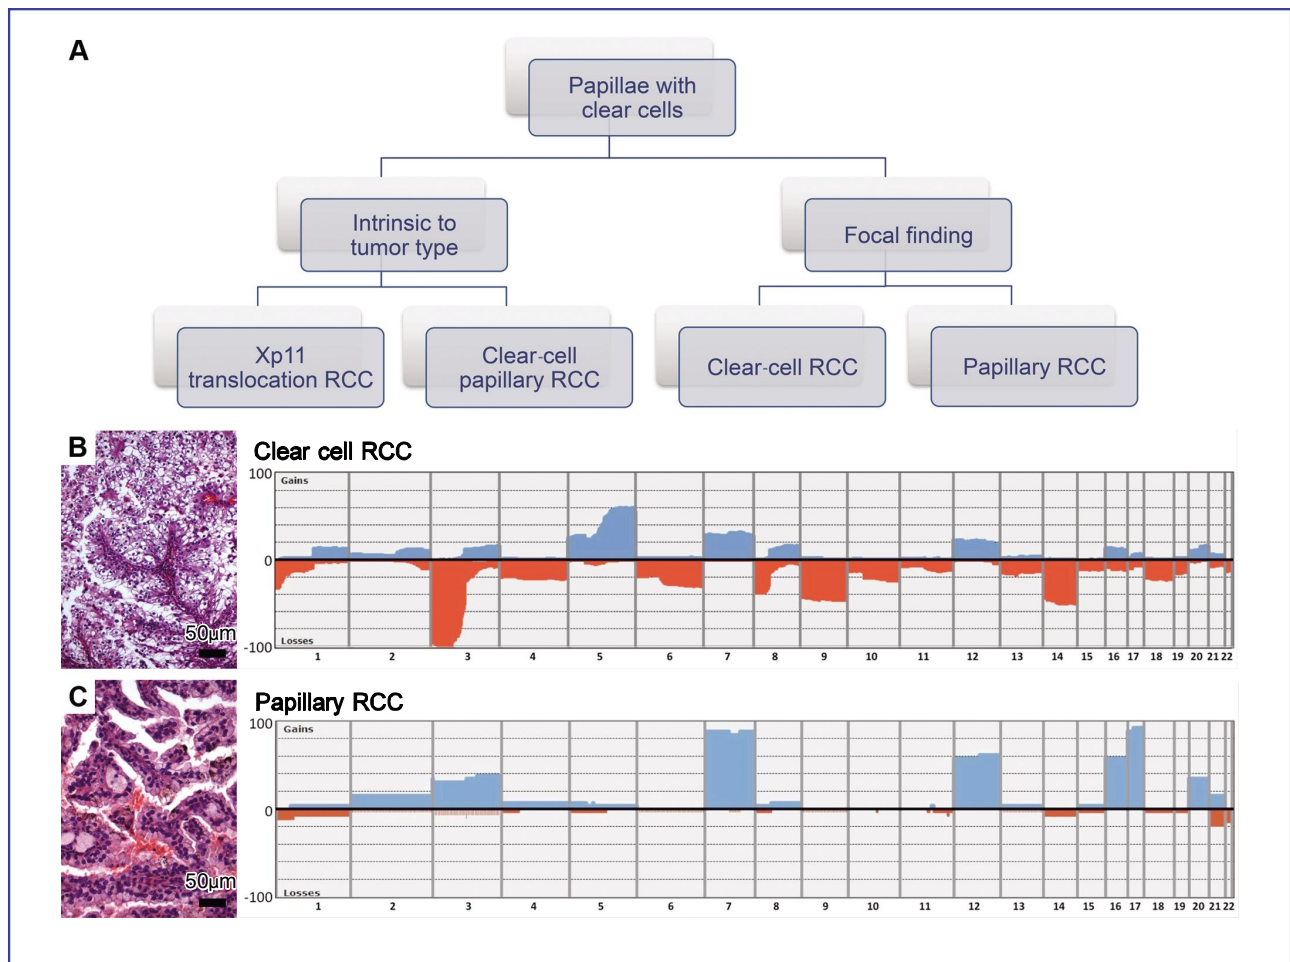 A
Papillae with
clear cells
Intrinsic to
tumor type
Focal finding
Xp11
translocation RCC
Clear-cell
papillary RCC
Clear-cell RCC
Papillary RCC
B
50µm
Clear cell RCC
100
Gains
0
Losses
-100
1 2 3 4 5 6 7 8 9 10 11 12 13 14 15 16 17 18 19 20 21 22
C
50µm
Papillary RCC
100
Gains
0
Losses
-100
1 2 3 4 5 6 7 8 9 10 11 12 13 14 15 16 17 18 19 20 21 22